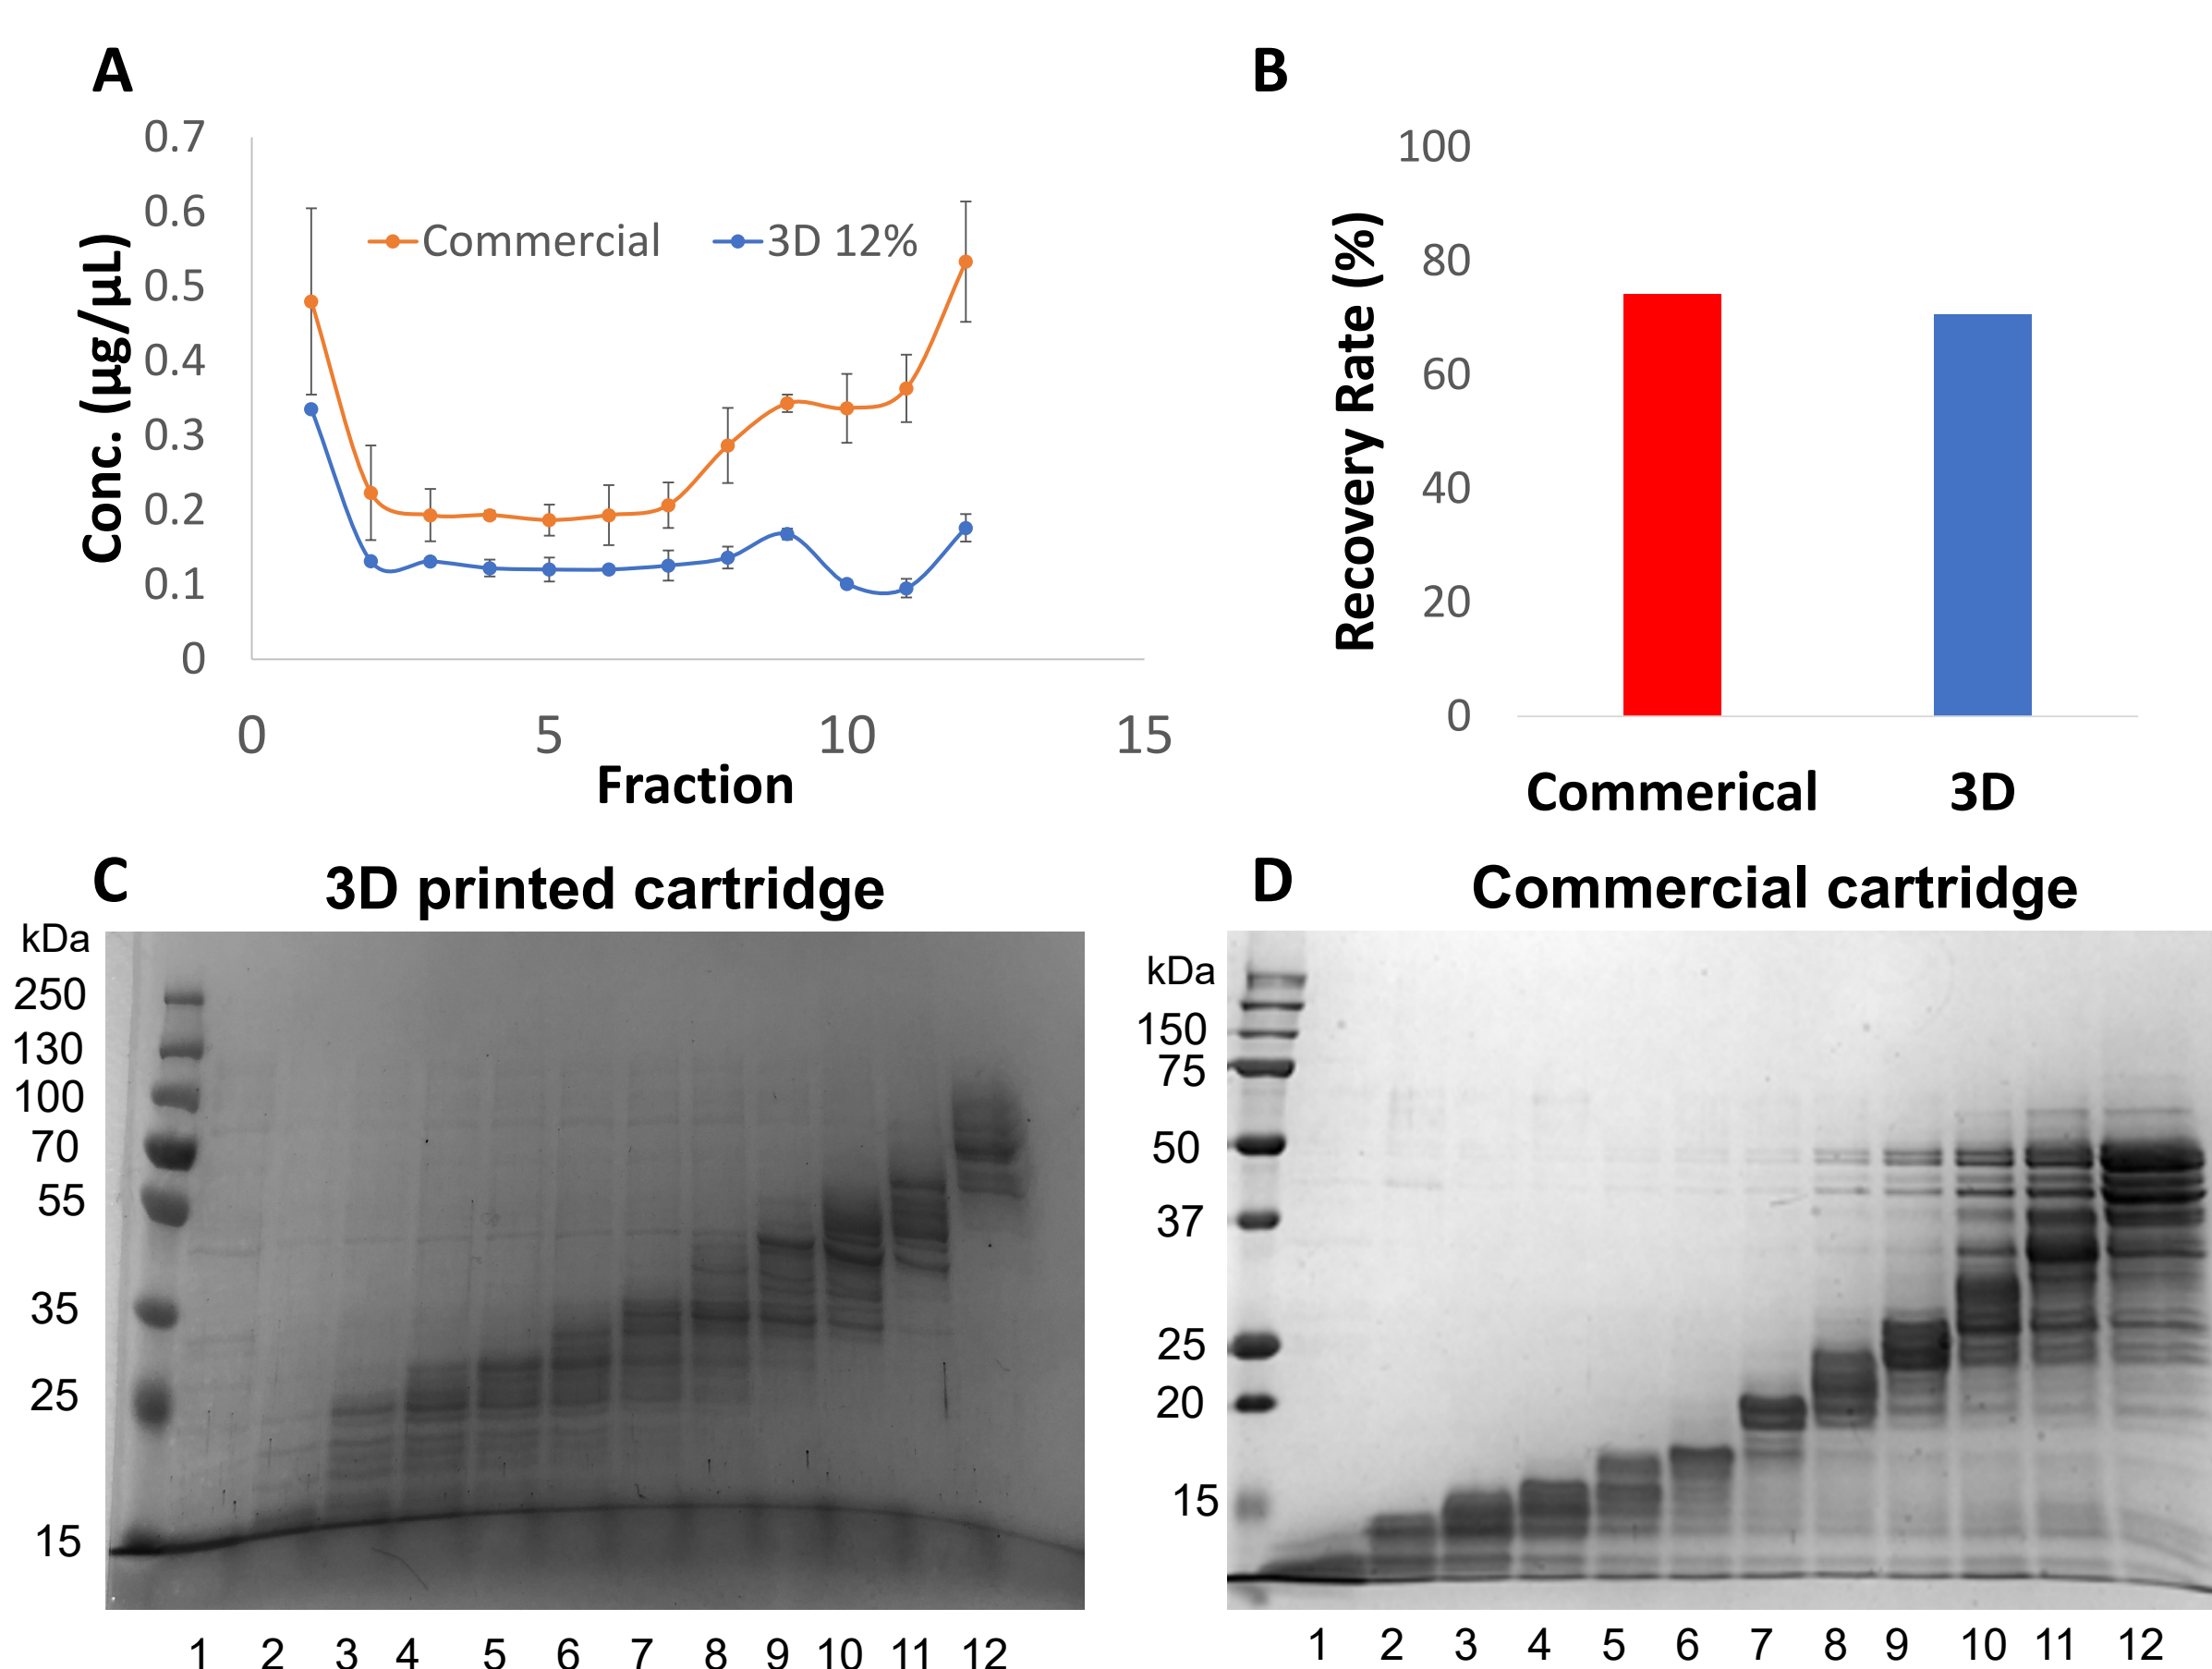 A
0.7
0.6
0.5
0.4
0.3
0.2
0.1
0
Conc. (µg/µL)
Commercial
3D 12%
0 5 10 15
Fraction
B
100
80
60
40
20
0
Recovery Rate (%)
Commerical 3D
C
3D printed cartridge
kDa
250
130
100
70
55
35
25
15
1 2 3 4 5 6 7 8 9 10 11 12
D
Commercial cartridge
kDa
150
75
50
37
25
20
15
1 2 3 4 5 6 7 8 9 10 11 12